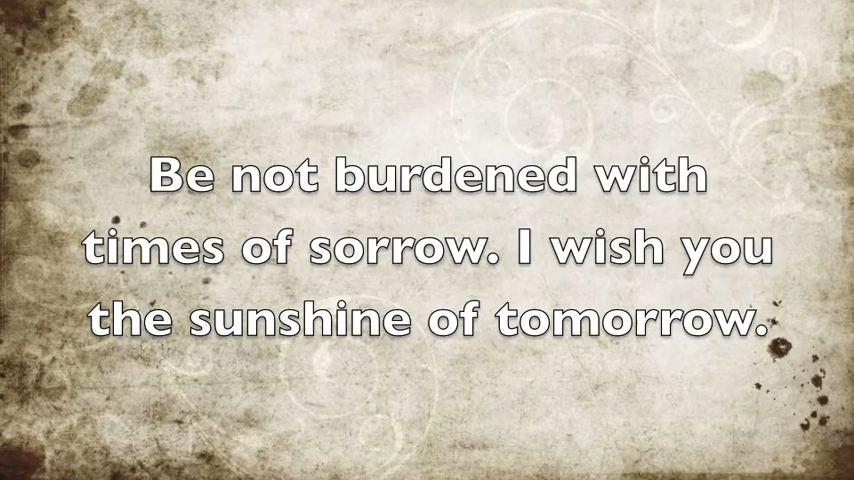 Be not burdened with
times of sorrow. I wish you
the sunshine of tomorrow.